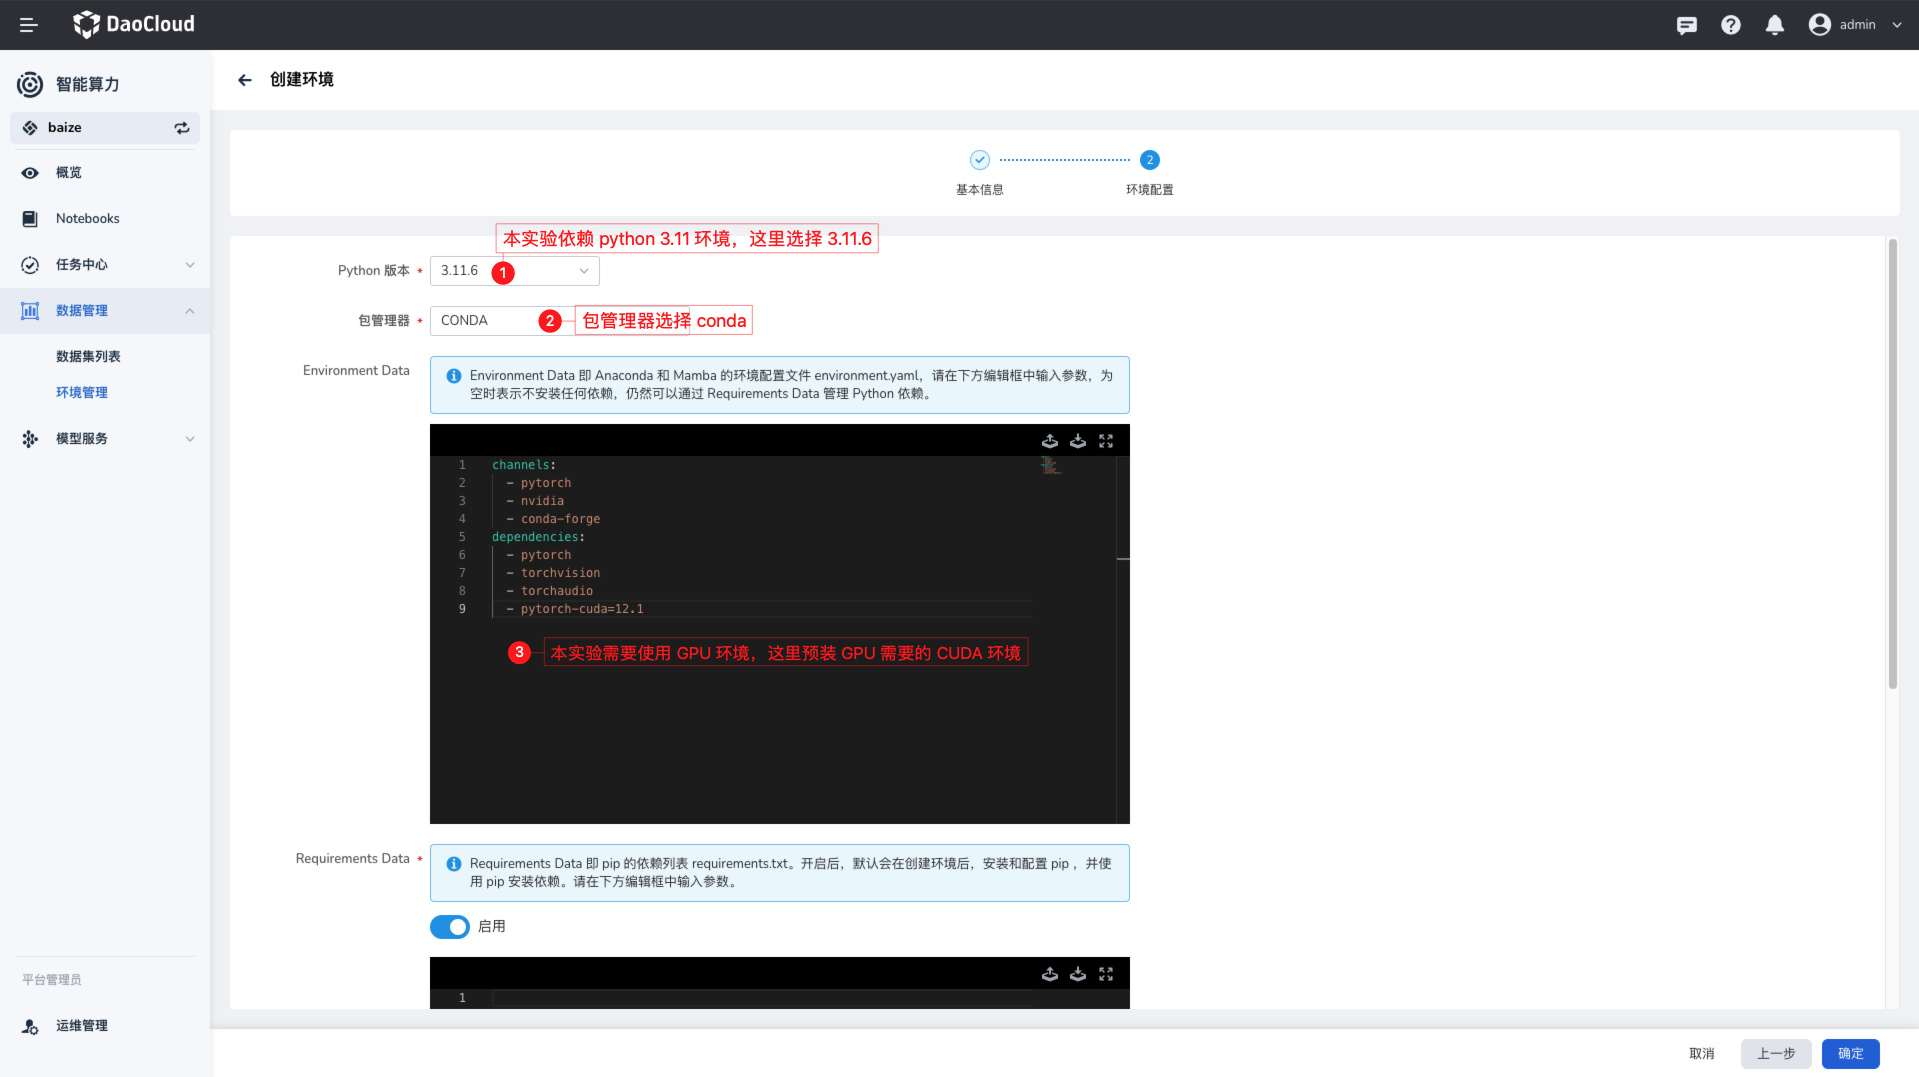 DaoCloud
admin
智能算力
baize
概览
Notebooks
任务中心
数据管理
数据集列表
环境管理
模型服务
平台管理员
运维管理
创建环境
2
基本信息
环境配置
本实验依赖 python 3.11 环境，这里选择 3.11.6
Python 版本 *
3.11.6
1
包管理器 *
CONDA
2
包管理器选择 conda
Environment Data
Environment Data 即 Anaconda 和 Mamba 的环境配置文件 environment.yaml，请在下方编辑框中输入参数，为
空时表示不安装任何依赖，仍然可以通过 Requirements Data 管理 Python 依赖。
1 channels:
2 - pytorch
3 - nvidia
4 - conda-forge
5 dependencies:
6 - pytorch
7 - torchvision
8 - torchaudio
9 - pytorch-cuda=12.1
3 本实验需要使用 GPU 环境，这里预装 GPU 需要的 CUDA 环境
Requirements Data *
Requirements Data 即 pip 的依赖列表 requirements.txt。开启后，默认会在创建环境后，安装和配置 pip ，并使
用 pip 安装依赖。请在下方编辑框中输入参数。
启用
1
取消
上一步
确定